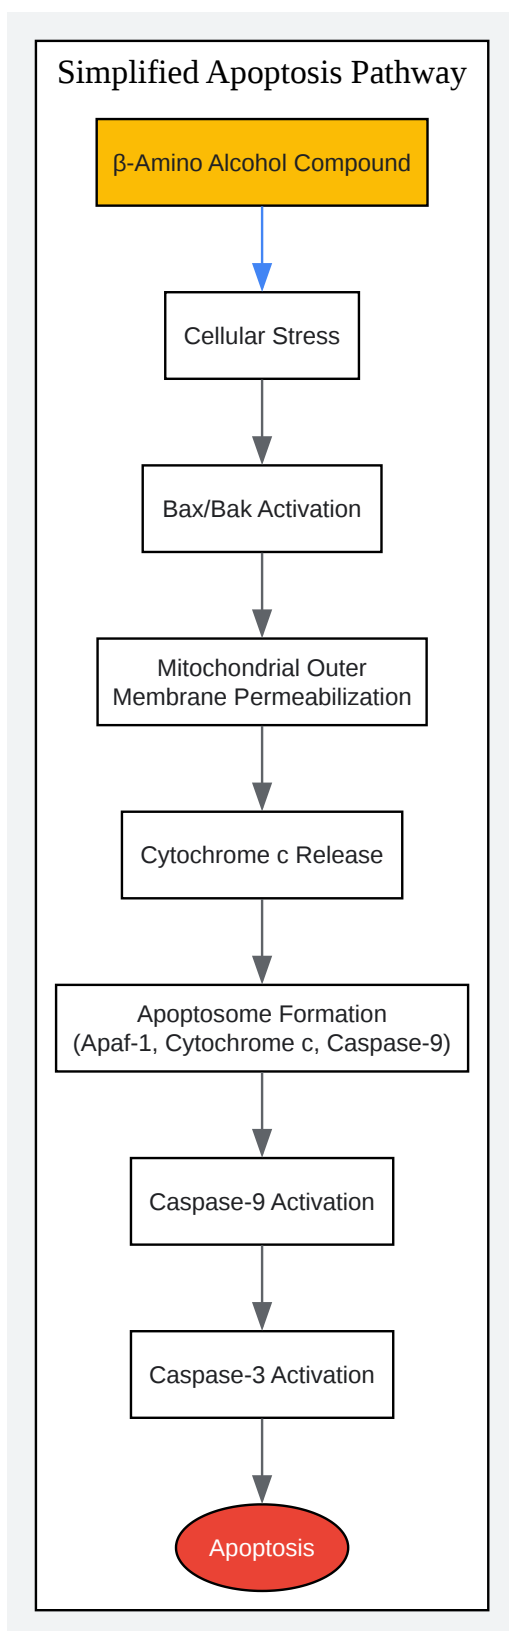 Simplified Apoptosis Pathway
β-Amino Alcohol Compound
Cellular Stress
Bax/Bak Activation
Mitochondrial Outer
Membrane Permeabilization
Cytochrome c Release
Apoptosome Formation
(Apaf-1, Cytochrome c, Caspase-9)
Caspase-9 Activation
Caspase-3 Activation
Apoptosis